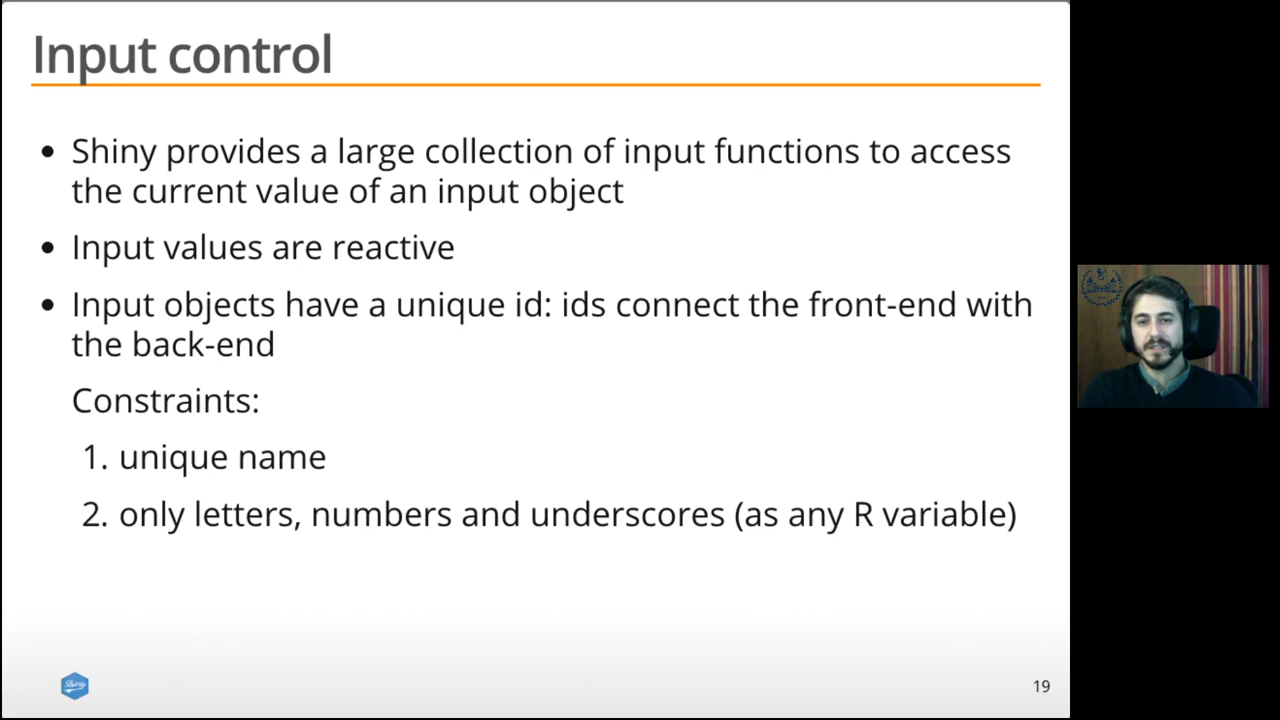 Input control
• Shiny provides a large collection of input functions to access
the current value of an input object
• Input values are reactive
• Input objects have a unique id: ids connect the front-end with
the back-end
Constraints:
1. unique name
2. only letters, numbers and underscores (as any R variable)
Shiny
19